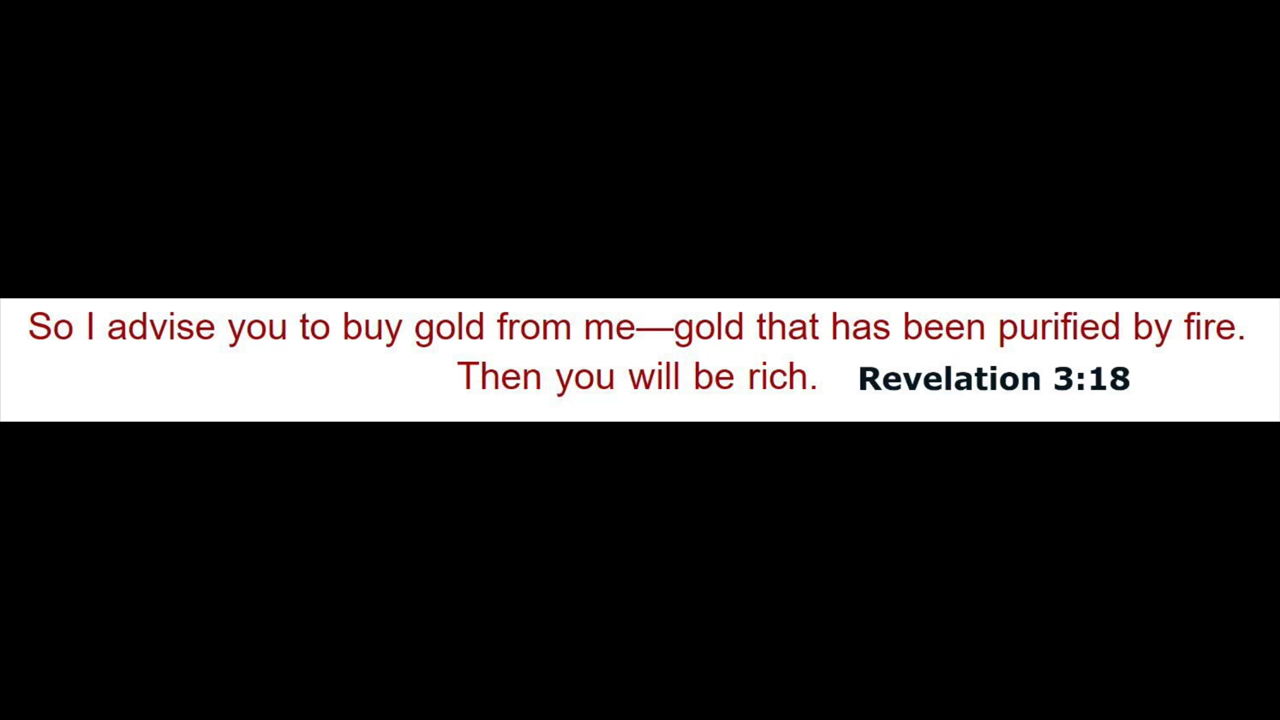 So I advise you to buy gold from me—gold that has been purified by fire.
Then you will be rich. Revelation 3:18